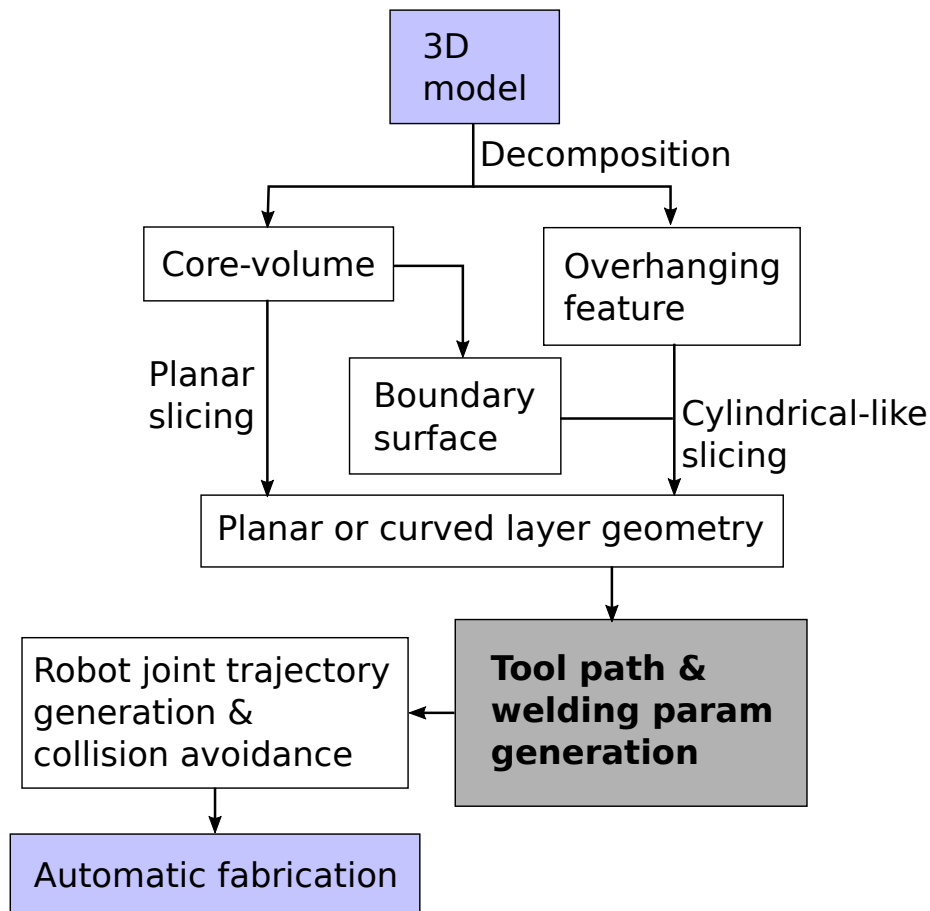 3D
model
Decomposition
Core-volume
Overhanging
feature
Planar
slicing
Boundary
surface
Cylindrical-like
slicing
Planar or curved layer geometry
Robot joint trajectory
generation &
collision avoidance
Tool path &
welding param
generation
Automatic fabrication